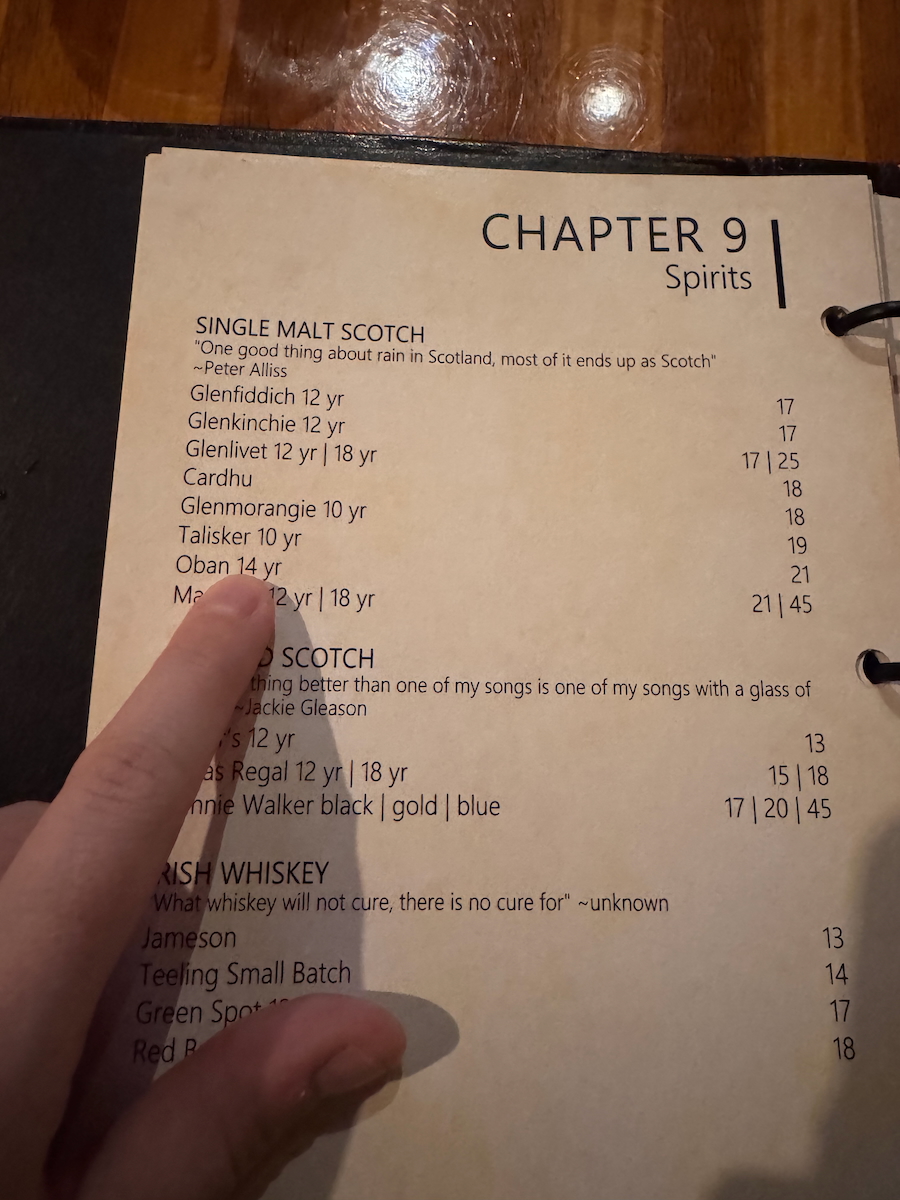 CHAPTER 9
Spirits
SINGLE MALT SCOTCH
"One good thing about rain in Scotland, most of it ends up as Scotch"
~Peter Alliss
Glenfiddich 12 yr 17
Glenkinchie 12 yr 17
Glenlivet 12 yr | 18 yr 17 | 25
Cardhu 18
Glenmorangie 10 yr 18
Talisker 10 yr 19
Oban 14 yr 21
12 yr | 18 yr 21 | 45
SCOTCH
thing better than one of my songs is one of my songs with a glass of
~Jackie Gleason
12 yr 13
Regal 12 yr | 18 yr 15 | 18
Walker black | gold | blue 17 | 20 | 45
IRISH WHISKEY
"What whiskey will not cure, there is no cure for" ~unknown
Jameson 13
Teeling Small Batch 14
Green Spot 17
Red 18